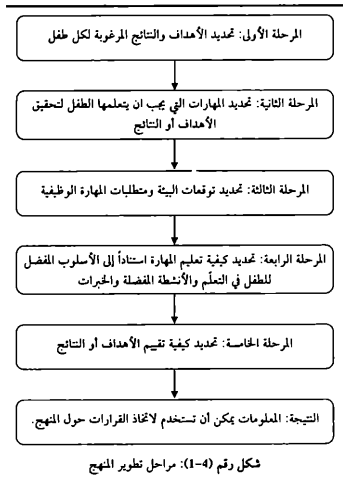 المرحلة الأولى: تحديد الأهداف والنتائج المرغوبة لكل طفل
المرحلة الثانية: تحديد المهارات التي يجب ان يتعلمها الطفل لتحقيق
الأهداف أو النتائج
المرحلة الثالثة: تحديد توقعات البيئة ومتطلبات المهارة الوظيفية
المرحلة الرابعة: تحديد كيفية تعليم المهارة استناداً إلى الأسلوب المفضل
للطفل في التعلّم والأنشطة المفضلة والخبرات
المرحلة الخامسة: تحديد كيفية تقييم الأهداف أو النتائج
النتيجة: المعلومات يمكن أن تستخدم لاتخاذ القرارات حول المنهج.
شكل رقم (4-1): مراحل تطوير المنهج